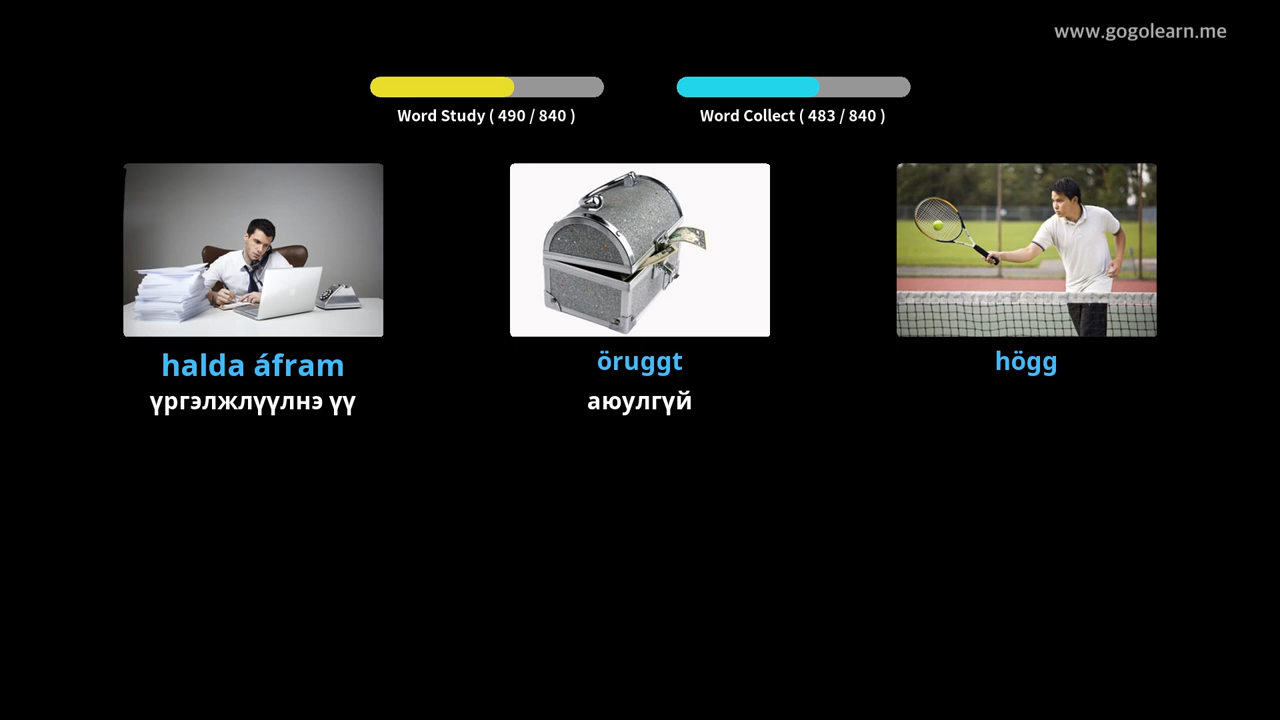 www.gogolearn.me
Word Study ( 490 / 840 )
Word Collect ( 483 / 840 )
halda áfram
үргэлжлүүлнэ үү
öruggt
аюулгүй
högg